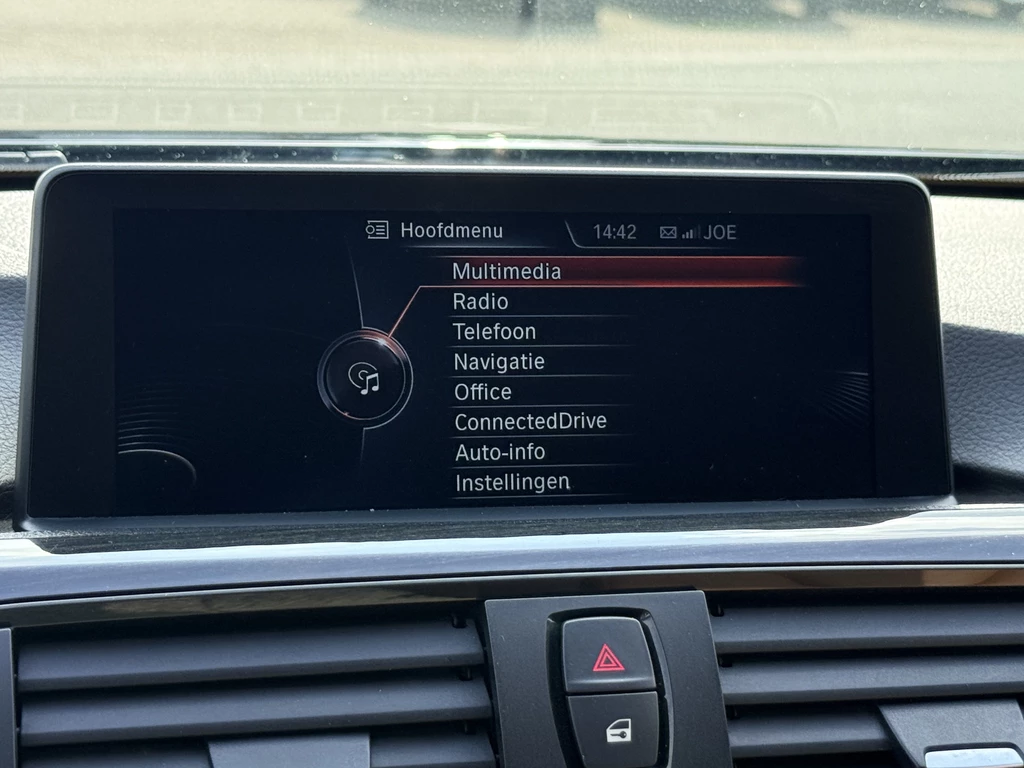 Hoofdmenu 14:42 JOE
Multimedia
Radio
Telefoon
Navigatie
Office
ConnectedDrive
Auto-info
Instellingen